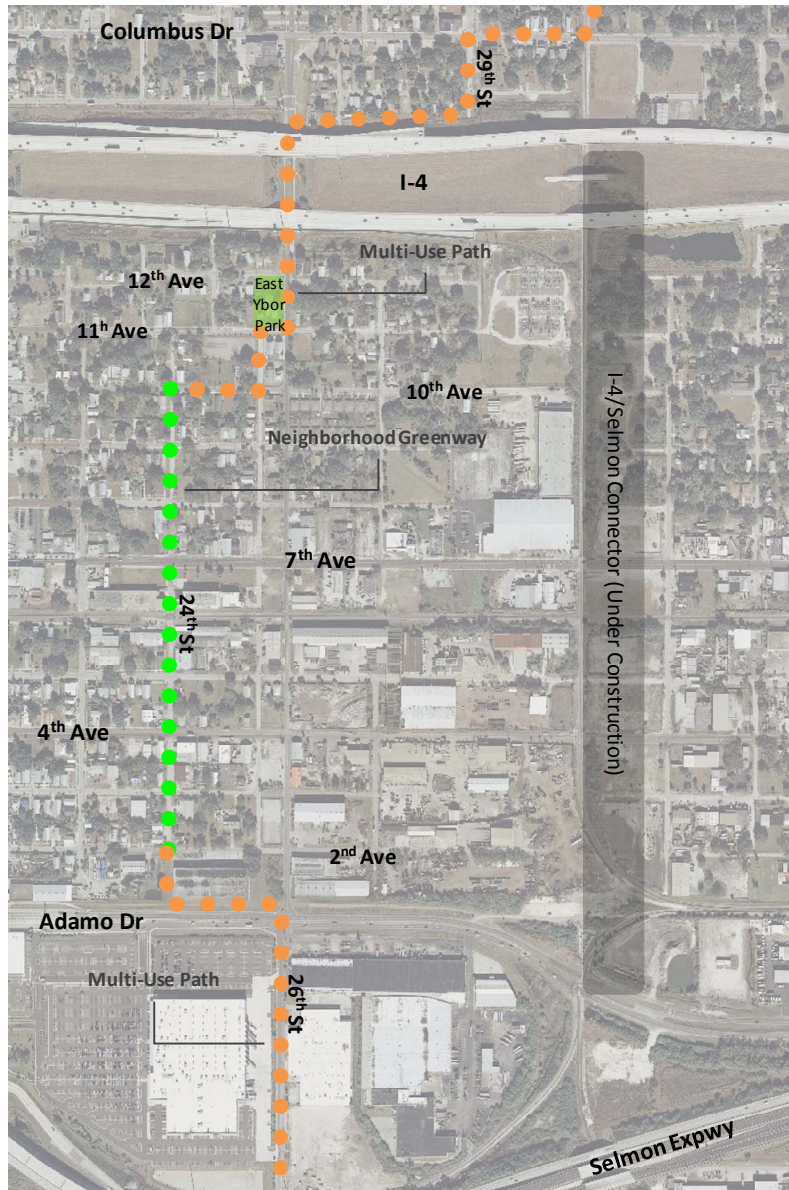 Columbus Dr
29th St
I-4
Multi-Use Path
12th Ave
East
Ybor
Park
11h Ave
10th Ave
I-4/Selmon Connector (Under Construction)
Neighborhood Greenway
7th Ave
24th St
4th Ave
2nd Ave
Adamo Dr
Multi-Use Path
26th St
Selmon Expwy